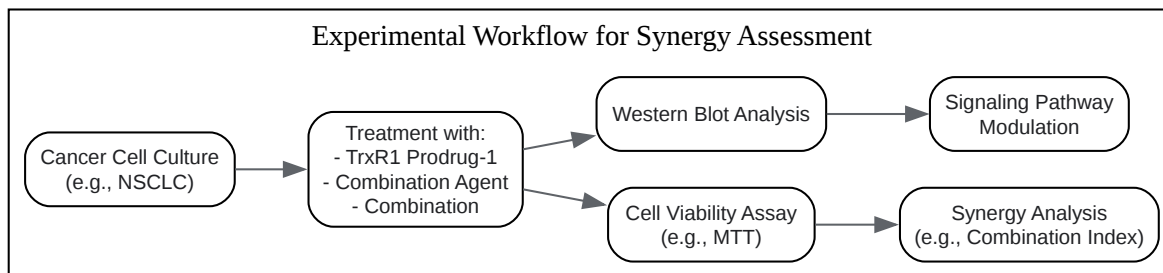 Experimental Workflow for Synergy Assessment
Cancer Cell Culture
(e.g., NSCLC)
Treatment with:
- TrxR1 Prodrug-1
- Combination Agent
- Combination
Western Blot Analysis
Signaling Pathway
Modulation
Cell Viability Assay
(e.g., MTT)
Synergy Analysis
(e.g., Combination Index)